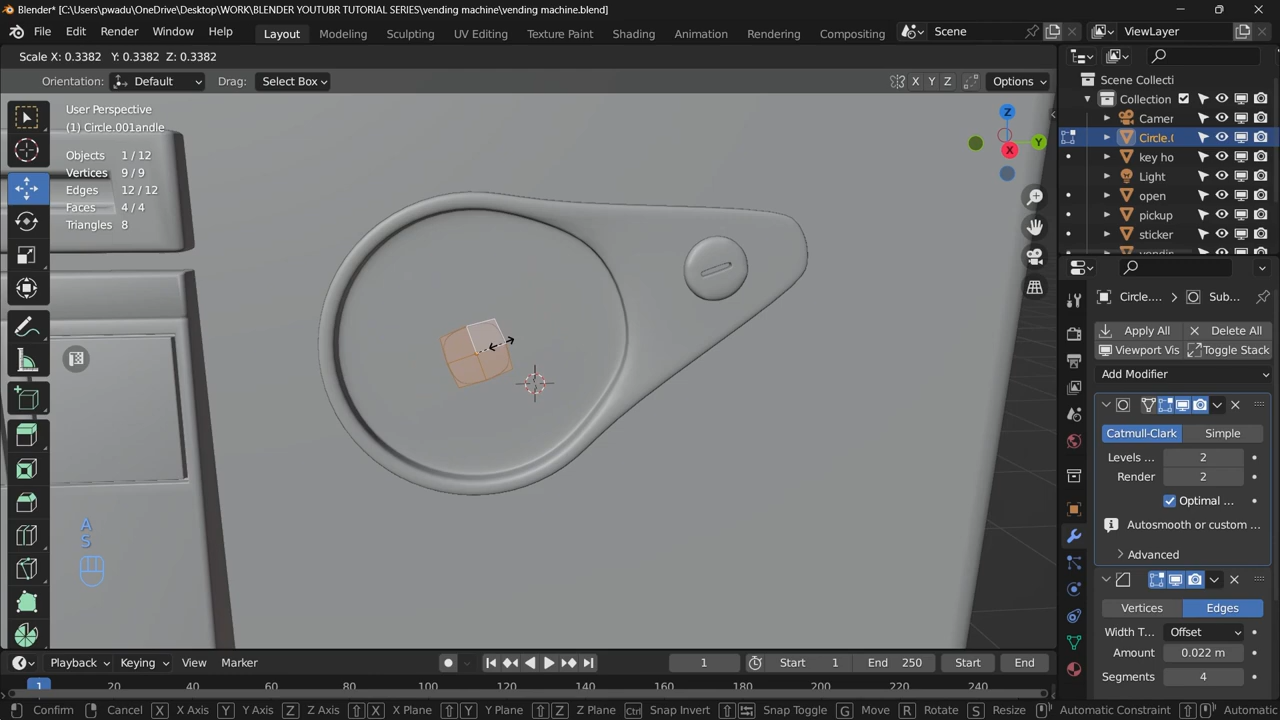 Blender* [C:\Users\pwadu\OneDrive\Desktop\WORK\BLENDER YOUTUBR TUTORIAL SERIES\vending machine\vending machine.blend]
File Edit Render Window Help Layout Modeling Sculpting UV Editing Texture Paint Shading Animation Rendering Compositing Scene ViewLayer
Scale X: 0.3382 Y: 0.3382 Z: 0.3382
Orientation: Default Drag: Select Box X Y Z Options
User Perspective
(1) Circle.001andle
Objects 1 / 12
Vertices 9 / 9
Edges 12 / 12
Faces 4 / 4
Triangles 8
Z
Y
X
A
S
Scene Collecti
Collection
Camer
Circle.(
key ho
Light
open
pickup
sticker
Circle.... Sub...
Apply All Delete All
Viewport Vis Toggle Stack
Add Modifier
Catmull-Clark Simple
Levels ... 2
Render 2
Optimal ...
Autosmooth or custom ...
Advanced
Vertices Edges
Width T... Offset
Amount 0.022 m
Segments 4
Playback Keying View Marker 1 Start 1 End 250 Start End
1 20 40 60 80 100 120 140 160 180 200 220 240
Confirm Cancel X X Axis Y Y Axis Z Z Axis X X Plane Y Y Plane Z Z Plane Ctrl Snap Invert Snap Toggle G Move R Rotate S Resize Automatic Constraint Automatic